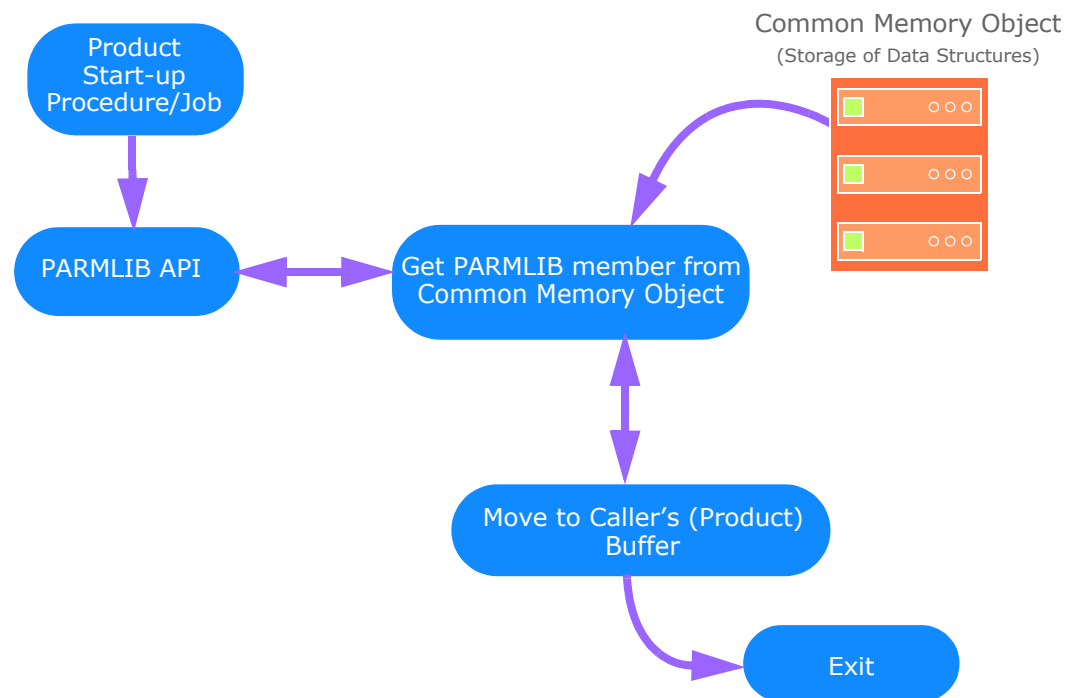 Common Memory Object
(Storage of Data Structures)
Product
Start-up
Procedure/Job
PARMLIB API
Get PARMLIB member from
Common Memory Object
Move to Caller’s (Product)
Buffer
Exit